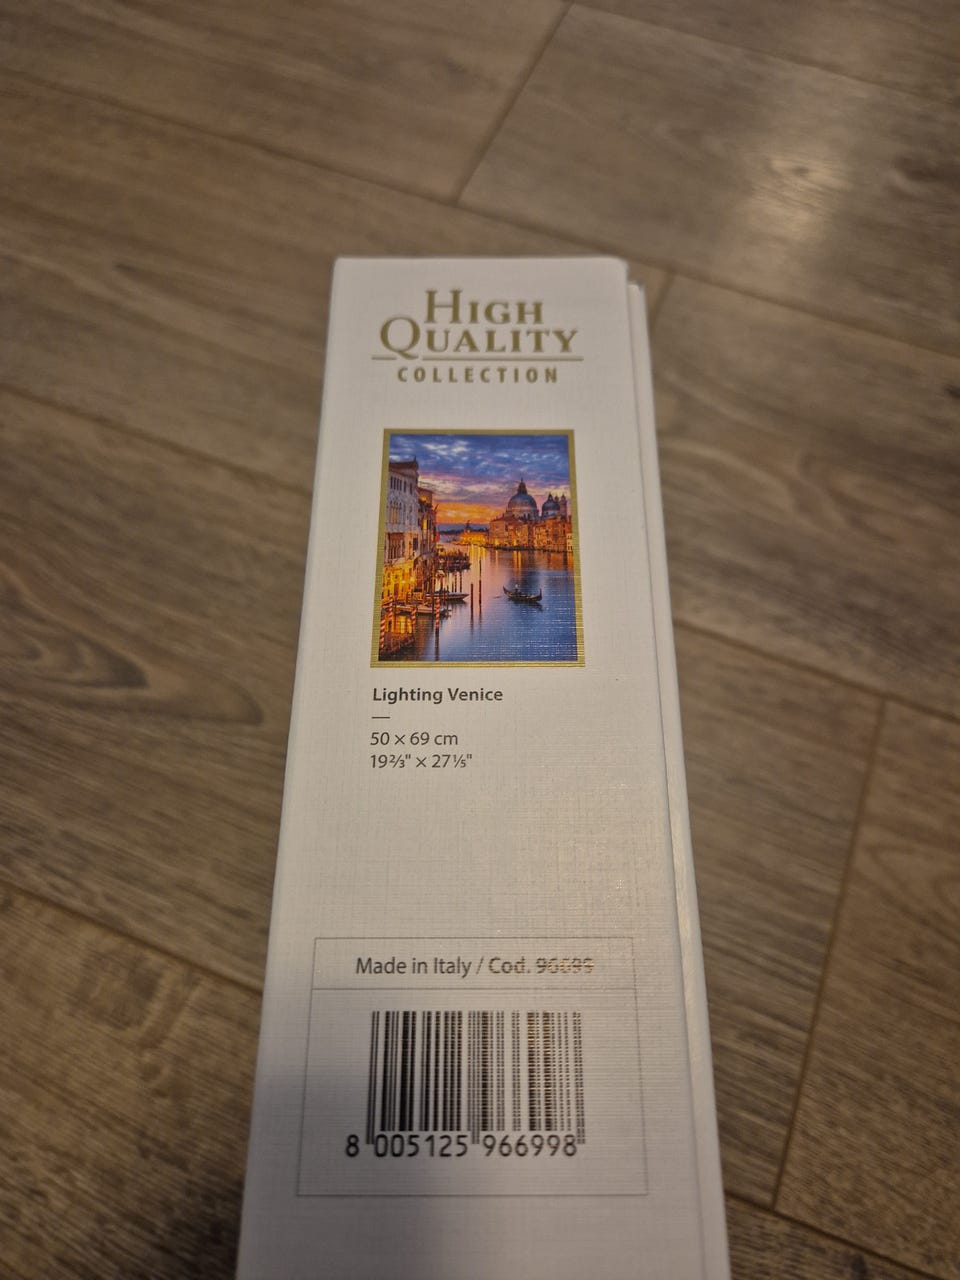 HIGH
QUALITY
COLLECTION
Lighting Venice
50 × 69 cm
19⅔" × 27⅕"
Made in Italy / Cod. 96699
8 005125 966998